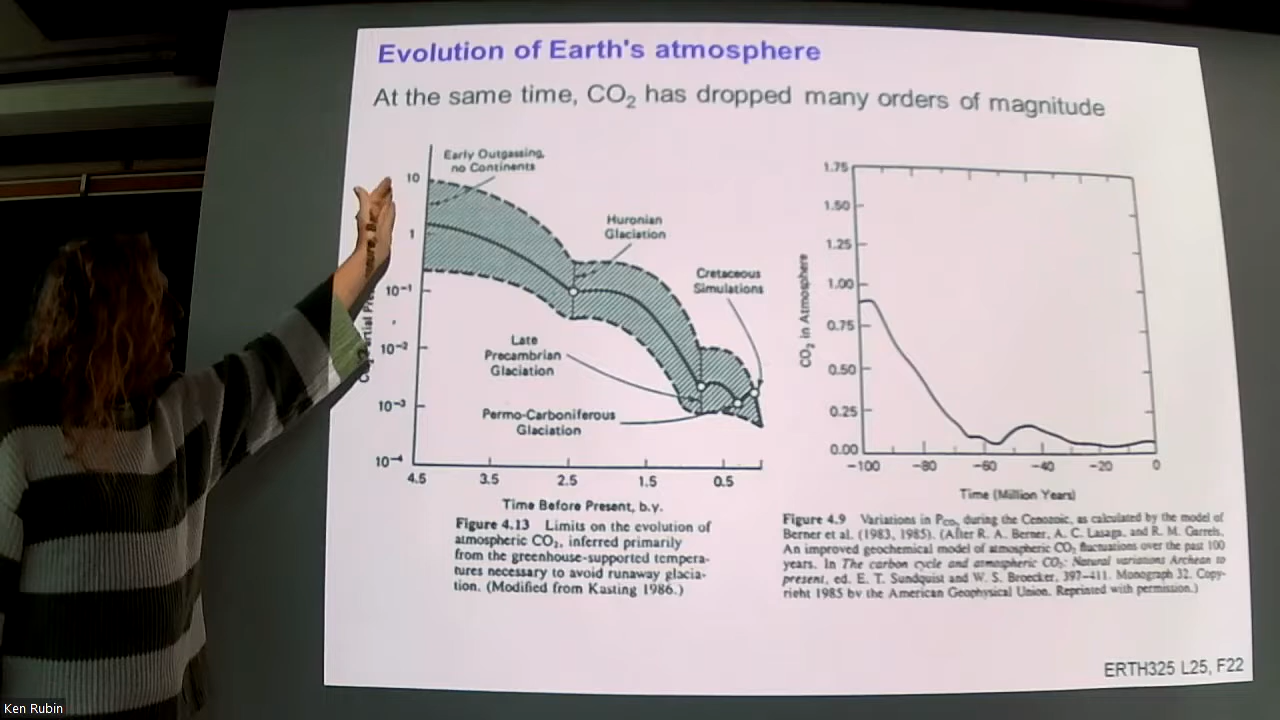 Evolution of Earth's atmosphere
At the same time, CO₂ has dropped many orders of magnitude
Early Outgassing,
no Continents
Huronian
Glaciation
Cretaceous
Simulations
Late
Precambrian
Glaciation
Permo-Carboniferous
Glaciation
10
1
10⁻¹
10⁻²
10⁻³
10⁻⁴
4.5 3.5 2.5 1.5 0.5
Time Before Present, b.y.
Figure 4.13 Limits on the evolution of
atmospheric CO₂, inferred primarily
from the greenhouse-supported tempera-
tures necessary to avoid runaway glacia-
tion. (Modified from Kasting 1986.)
1.75
1.50
1.25
1.00
0.75
0.50
0.25
0.00
CO₂ in Atmosphere
−100 −80 −60 −40 −20 0
Time (Million Years)
Figure 4.9 Variations in P_CO₂ during the Cenozoic, as calculated by the model of
Berner et al. (1983, 1985). (After R. A. Berner, A. C. Lasaga, and R. M. Garrels,
An improved geochemical model of atmospheric CO₂ fluctuations over the past 100
years. In The carbon cycle and atmospheric CO₂: Natural variations Archean to
present, ed. E. T. Sundquist and W. S. Broecker, 397–411. Monograph 32. Copy-
right 1985 by the American Geophysical Union. Reprinted with permission.)
ERTH325 L25, F22
Ken Rubin